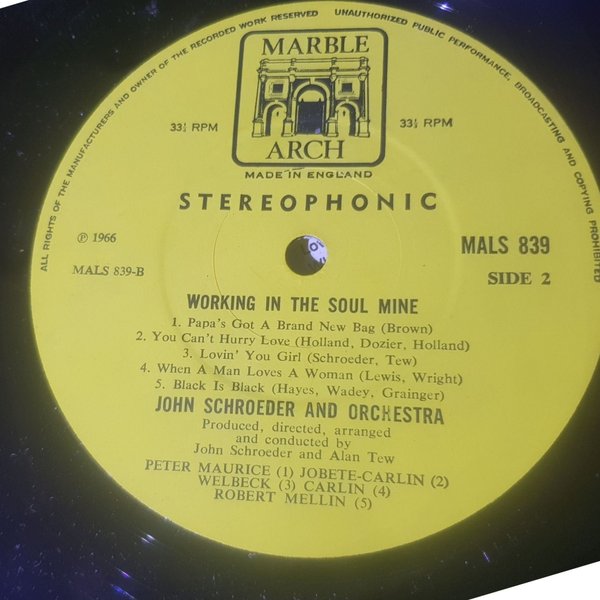 ALL RIGHTS OF THE MANUFACTURERS AND OWNER OF THE RECORDED WORK RESERVED UNAUTHORIZED PUBLIC PERFORMANCE, BROADCASTING AND COPYING PROHIBITED
MARBLE
ARCH
33⅓ RPM
33⅓ RPM
MADE IN ENGLAND
STEREOPHONIC
℗ 1966
MALS 839
MALS 839-B
SIDE 2
WORKING IN THE SOUL MINE
1. Papa's Got A Brand New Bag (Brown)
2. You Can't Hurry Love (Holland, Dozier, Holland)
3. Lovin' You Girl (Schroeder, Tew)
4. When A Man Loves A Woman (Lewis, Wright)
5. Black Is Black (Hayes, Wadey, Grainger)
JOHN SCHROEDER AND ORCHESTRA
Produced, directed, arranged
and conducted by
John Schroeder and Alan Tew
PETER MAURICE (1) JOBETE-CARLIN (2)
WELBECK (3) CARLIN (4)
ROBERT MELLIN (5)